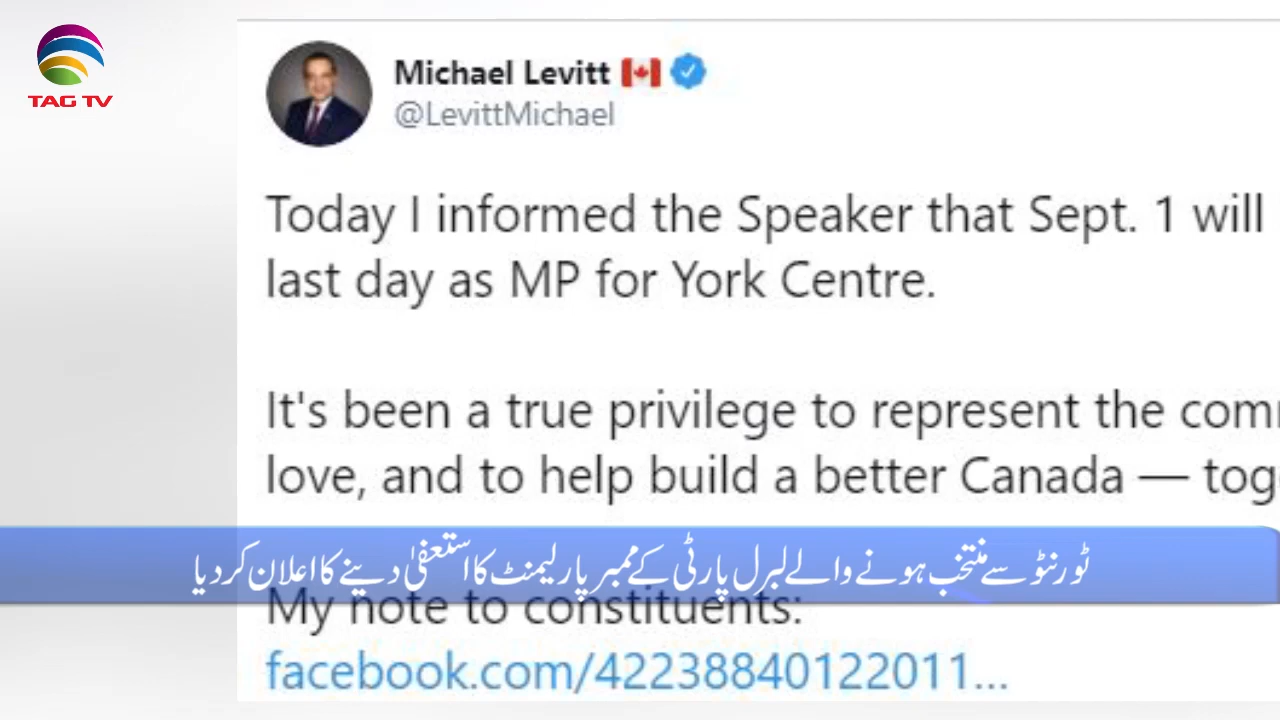 TAG TV
Michael Levitt
@LevittMichael
Today I informed the Speaker that Sept. 1 will
last day as MP for York Centre.
It's been a true privilege to represent the com
love, and to help build a better Canada — tog
ٹورنٹو سے منتخب ہونے والے لبرل پارٹی کے ممبر پارلیمنٹ کا استعفیٰ دینے کا اعلان کر دیا
My note to constituents:
facebook.com/42238840122011...